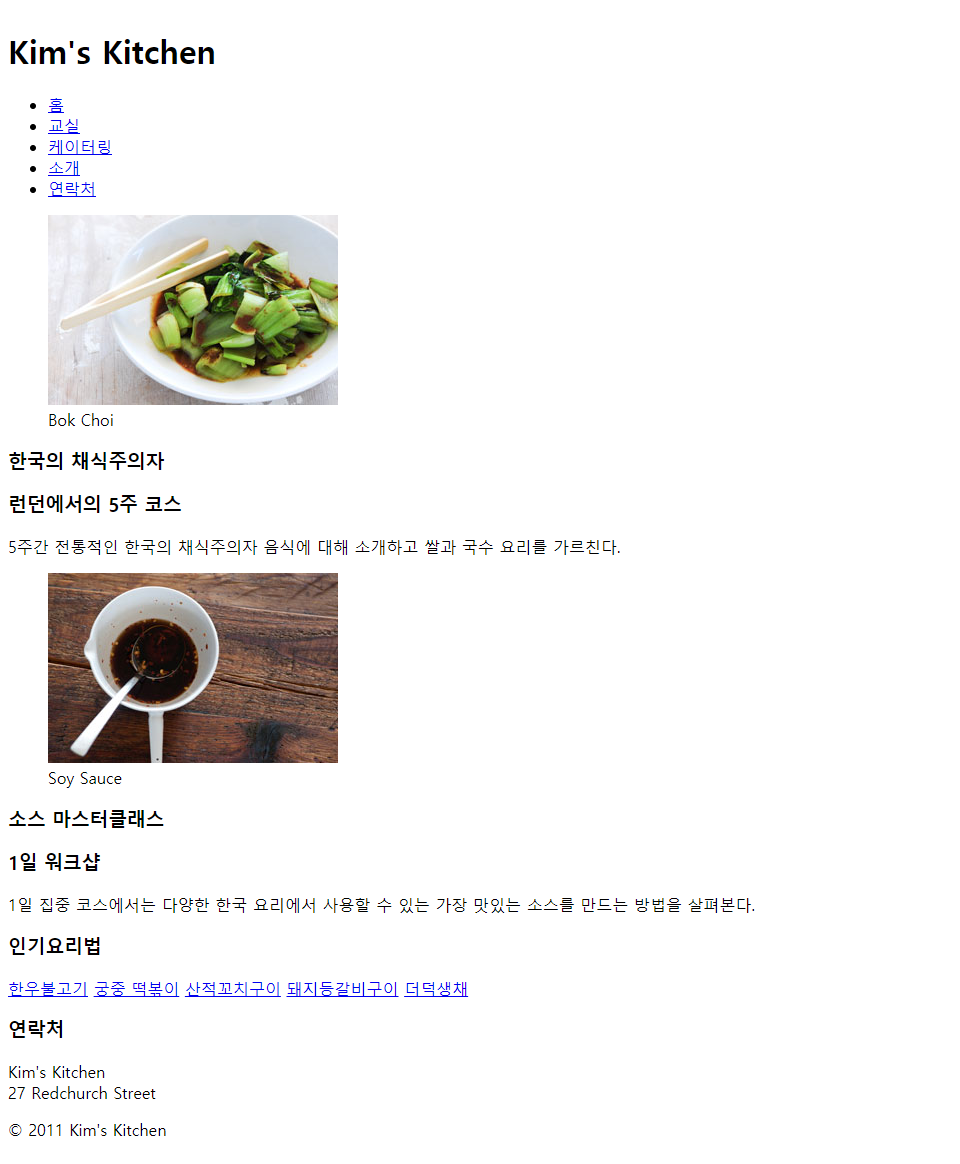 Kim's Kitchen
홈
교실
케이터링
소개
연락처
Bok Choi
한국의 채식주의자
런던에서의 5주 코스
5주간 전통적인 한국의 채식주의자 음식에 대해 소개하고 쌀과 국수 요리를 가르친다.
Soy Sauce
소스 마스터클래스
1일 워크샵
1일 집중 코스에서는 다양한 한국 요리에서 사용할 수 있는 가장 맛있는 소스를 만드는 방법을 살펴본다.
인기요리법
한우불고기 궁중 떡볶이 산적꼬치구이 돼지등갈비구이 더덕생채
연락처
Kim's Kitchen
27 Redchurch Street
© 2011 Kim's Kitchen